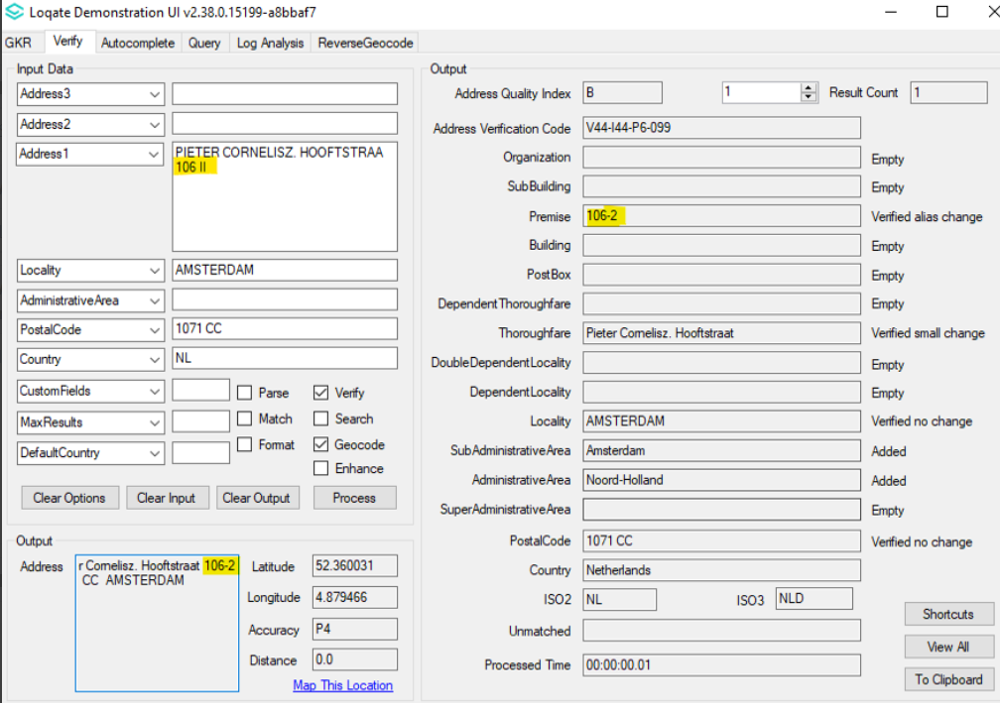 Loqate Demonstration UI v2.38.0.15199-a8bbaf7
GKR Verify Autocomplete Query Log Analysis ReverseGeocode
Input Data
Address3
Address2
Address1 PIETER CORNELISZ. HOOFTSTRAA
106 II
Locality AMSTERDAM
AdministrativeArea
PostalCode 1071 CC
Country NL
CustomFields Parse Verify
MaxResults Match Search
DefaultCountry Format Geocode
Enhance
Clear Options Clear Input Clear Output Process
Output
Address r Cornelisz. Hooftstraat 106-2
CC AMSTERDAM
Latitude 52.360031
Longitude 4.879466
Accuracy P4
Distance 0.0
Map This Location
Output
Address Quality Index B 1 Result Count 1
Address Verification Code V44-I44-P6-099
Organization Empty
SubBuilding Empty
Premise 106-2 Verified alias change
Building Empty
PostBox Empty
DependentThoroughfare Empty
Thoroughfare Pieter Cornelisz. Hooftstraat Verified small change
DoubleDependentLocality Empty
DependentLocality Empty
Locality AMSTERDAM Verified no change
SubAdministrativeArea Amsterdam Added
AdministrativeArea Noord-Holland Added
SuperAdministrativeArea Empty
PostalCode 1071 CC Verified no change
Country Netherlands
ISO2 NL ISO3 NLD
Unmatched
Processed Time 00:00:00.01
Shortcuts
View All
To Clipboard